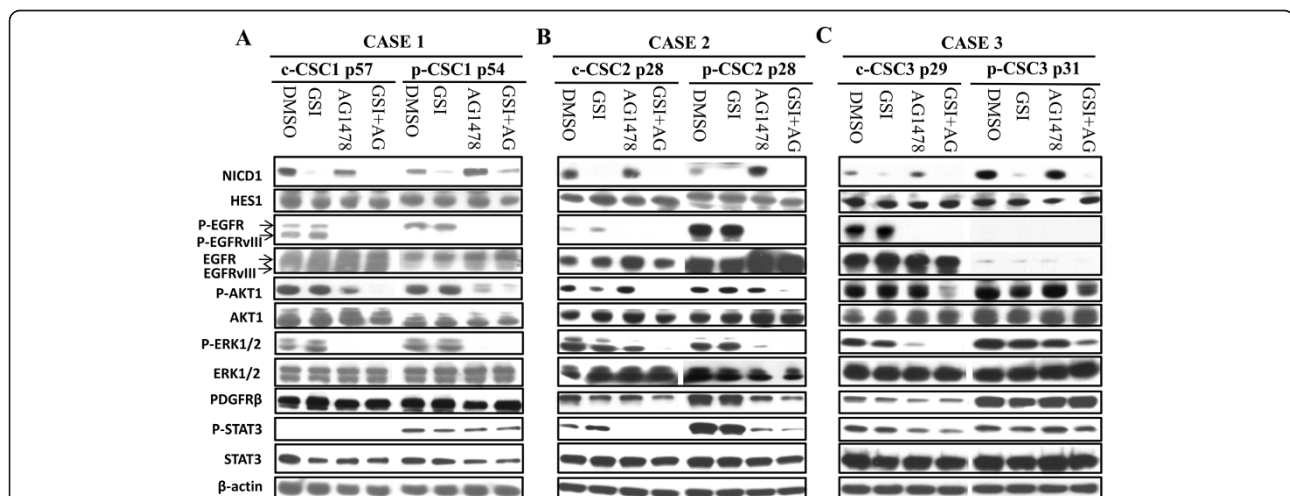 A B C
CASE 1 CASE 2 CASE 3
c-CSC1 p57 p-CSC1 p54 c-CSC2 p28 p-CSC2 p28 c-CSC3 p29 p-CSC3 p31
DMSO GSI AG1478 GSI+AG DMSO GSI AG1478 GSI+AG DMSO GSI AG1478 GSI+AG DMSO GSI AG1478 GSI+AG DMSO GSI AG1478 GSI+AG DMSO GSI AG1478 GSI+AG
NICD1
HES1
P-EGFR
P-EGFRvIII
EGFR
EGFRvIII
P-AKT1
AKT1
P-ERK1/2
ERK1/2
PDGFRβ
P-STAT3
STAT3
β-actin